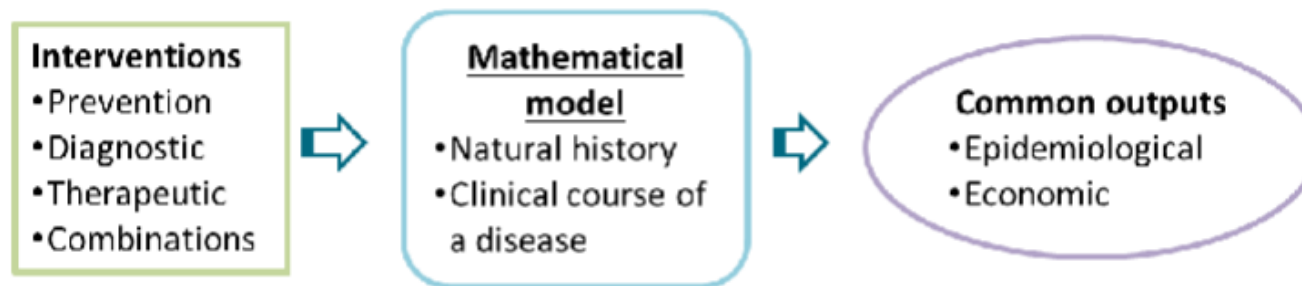 Interventions
•Prevention
•Diagnostic
•Therapeutic
•Combinations
Mathematical
model
•Natural history
•Clinical course of
a disease
Common outputs
•Epidemiological
•Economic